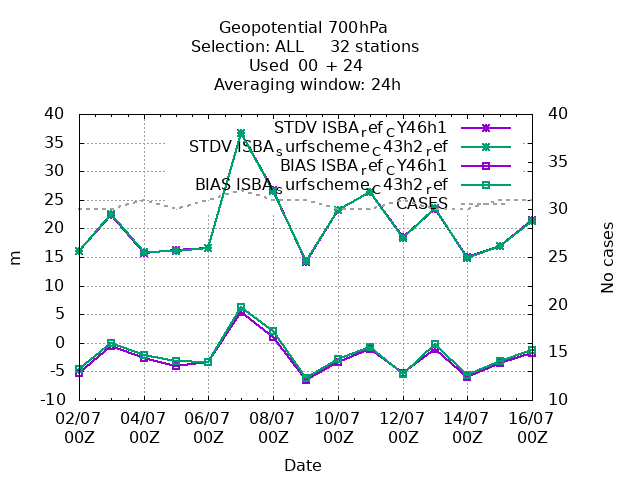 Geopotential 700hPa
Selection: ALL 32 stations
Used 00 + 24
Averaging window: 24h
STDV ISBA_ref_CY46h1
STDV ISBA_surfscheme_C43h2_ref
BIAS ISBA_ref_CY46h1
BIAS ISBA_surfscheme_C43h2_ref
CASES
40
35
30
25
20
15
10
5
0
-5
-10
m
40
35
30
25
20
15
10
No cases
02/07 04/07 06/07 08/07 10/07 12/07 14/07 16/07
00Z 00Z 00Z 00Z 00Z 00Z 00Z 00Z
Date